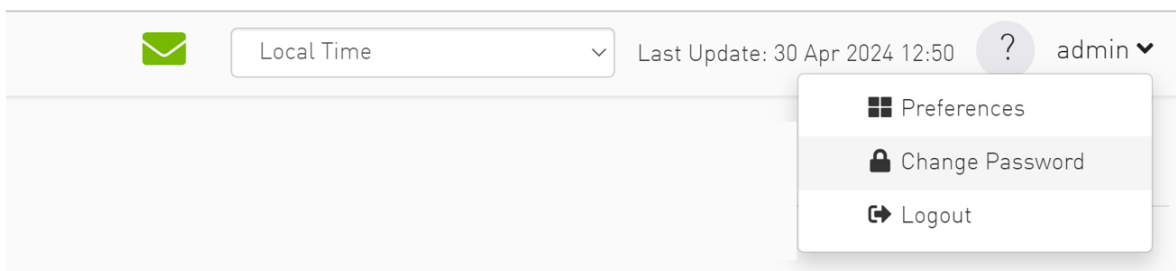 Local Time
Last Update: 30 Apr 2024 12:50
?
admin
Preferences
Change Password
Logout